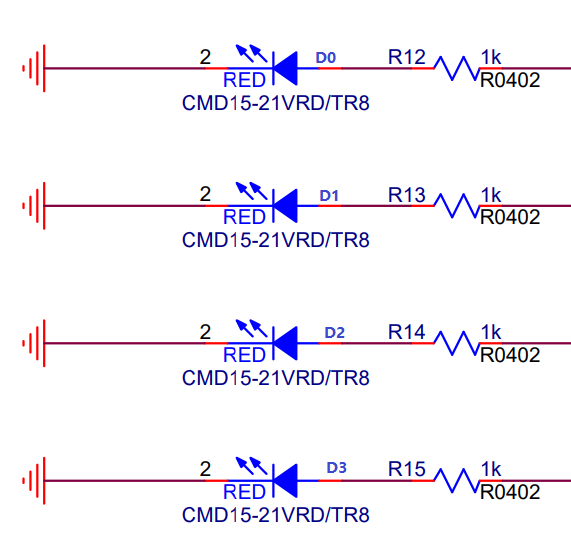 2 D0 R12 1k
RED R0402
CMD15-21VRD/TR8
2 D1 R13 1k
RED R0402
CMD15-21VRD/TR8
2 D2 R14 1k
RED R0402
CMD15-21VRD/TR8
2 D3 R15 1k
RED R0402
CMD15-21VRD/TR8